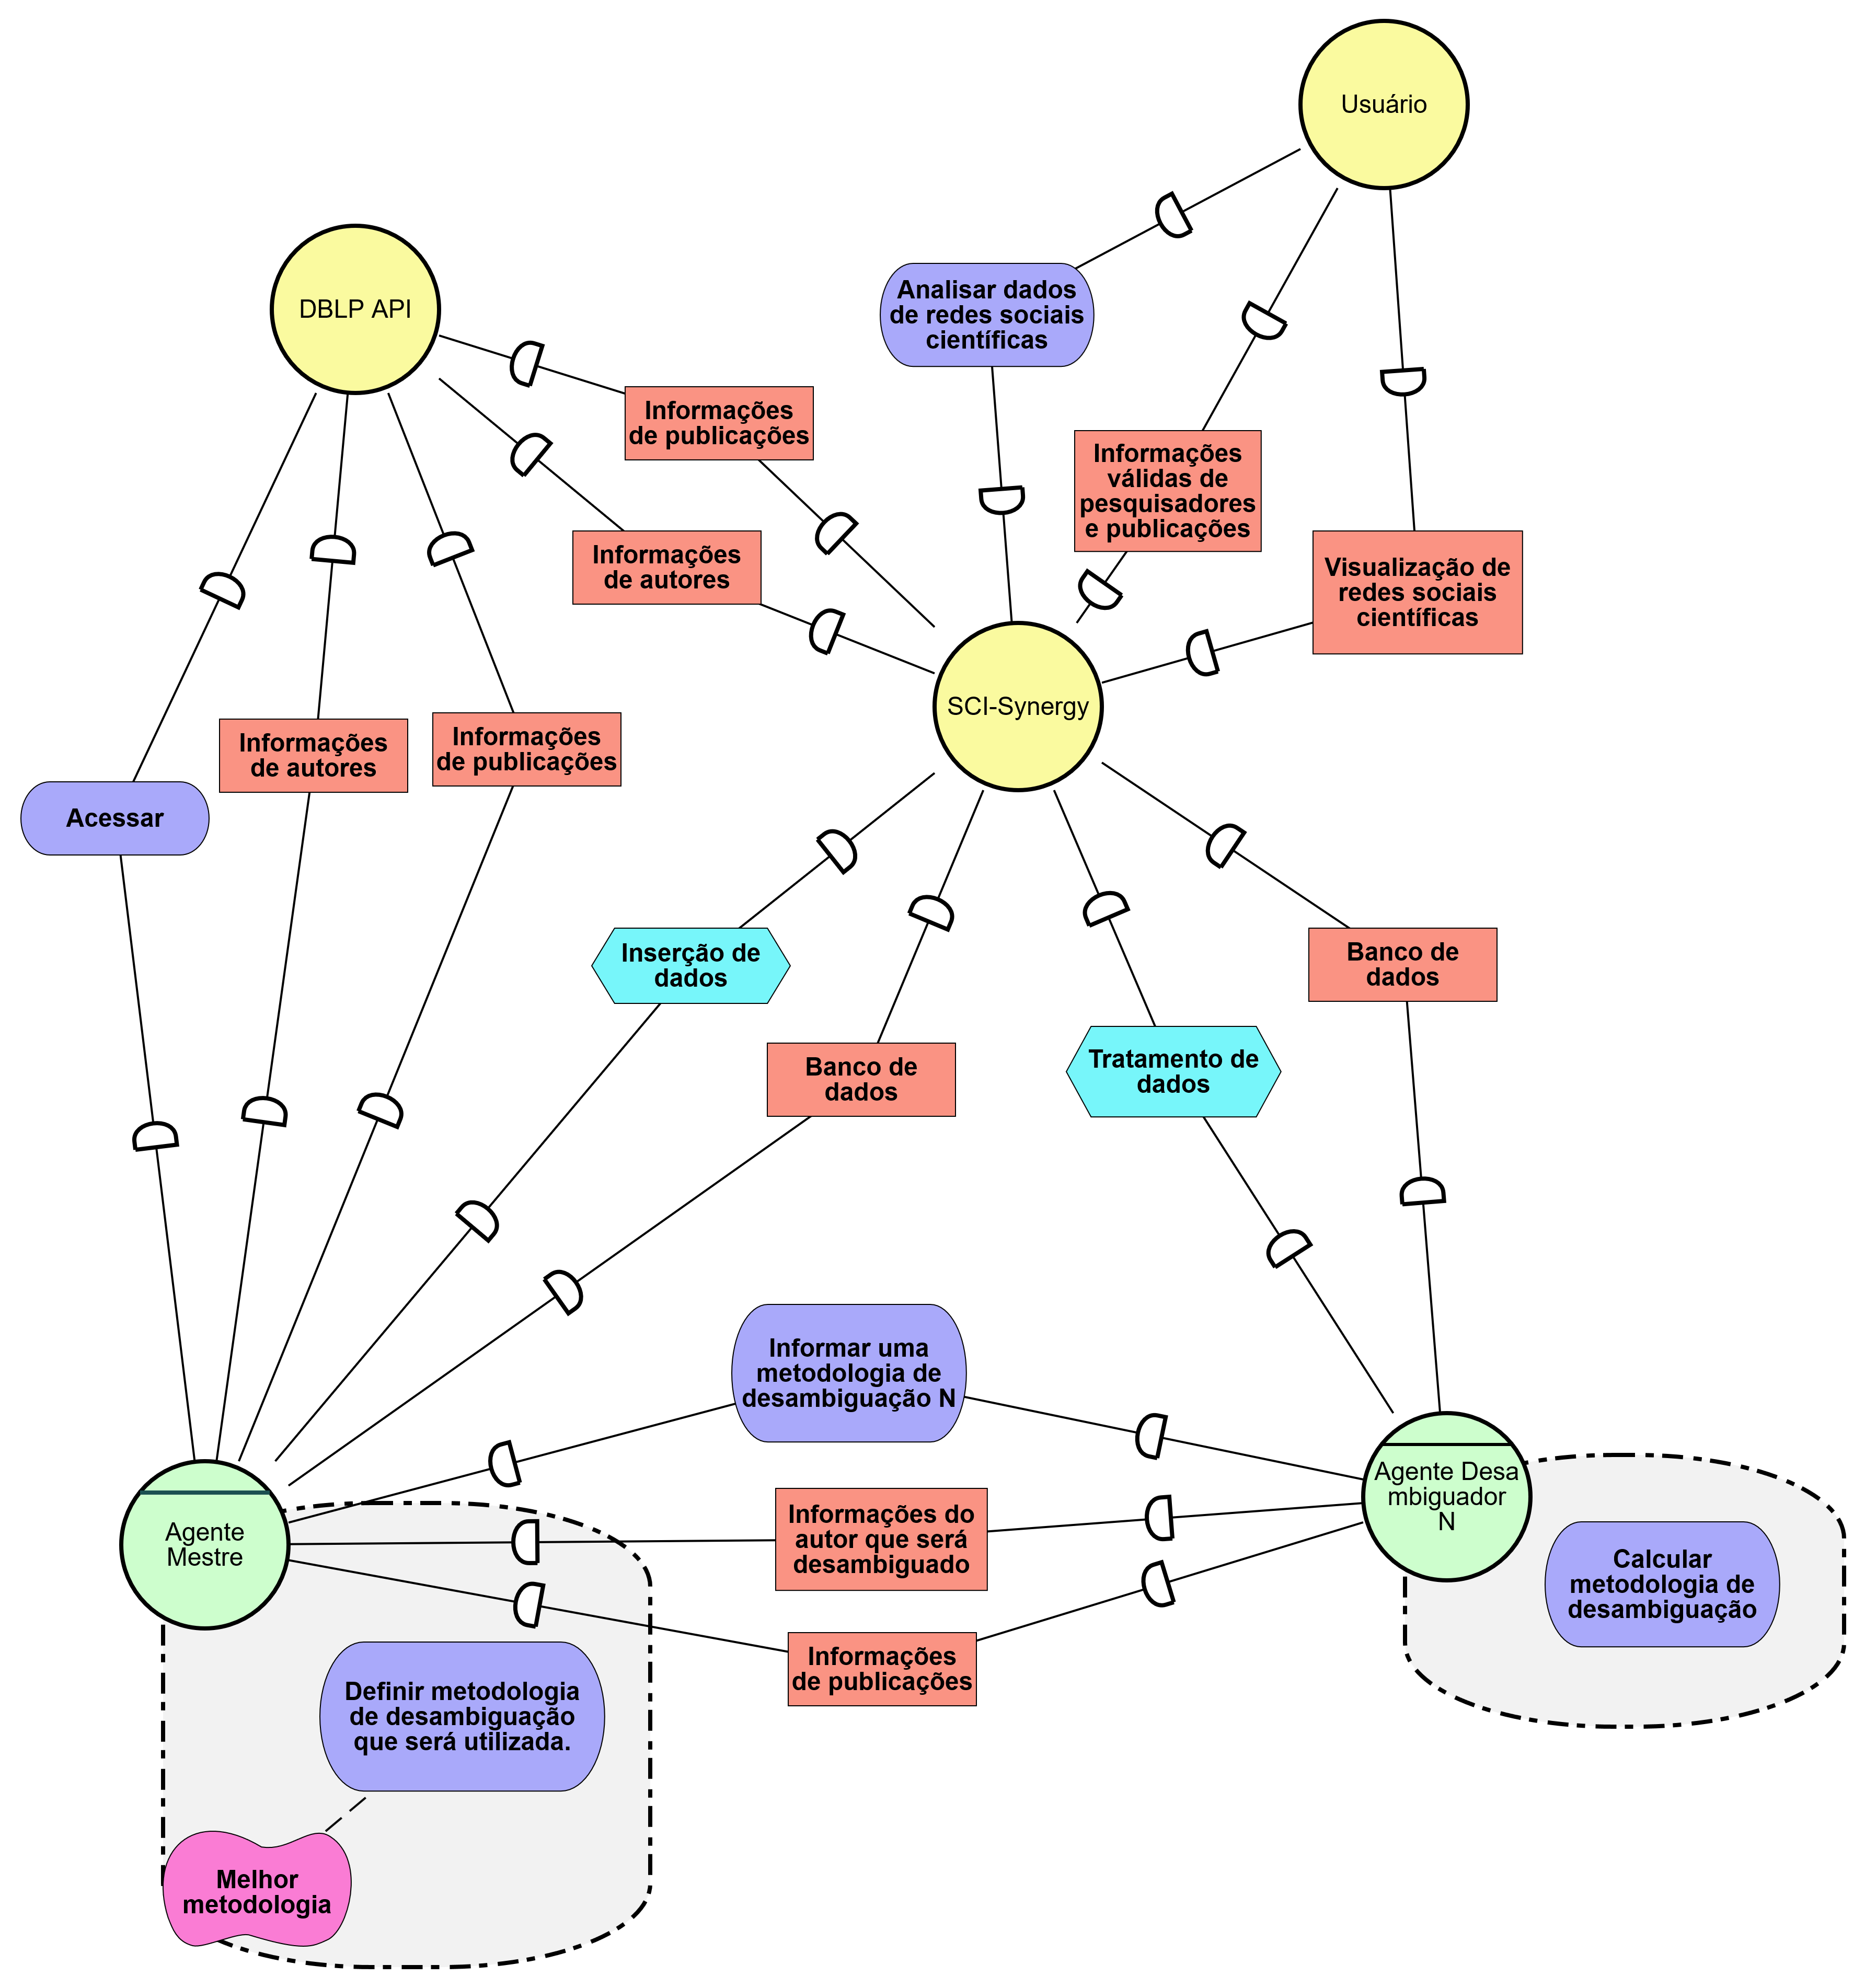 Usuário
DBLP API
Analisar dados
de redes sociais
científicas
Informações
de publicações
Informações
válidas de
pesquisadores
e publicações
Informações
de autores
Visualização de
redes sociais
científicas
SCI-Synergy
Informações
de autores
Informações
de publicações
Acessar
Inserção de
dados
Banco de
dados
Banco de
dados
Tratamento de
dados
Informar uma
metodologia de
desambiguação N
Agente Desa
mbiguador
N
Agente
Mestre
Informações do
autor que será
desambiguado
Calcular
metodologia de
desambiguação
Informações
de publicações
Definir metodologia
de desambiguação
que será utilizada.
Melhor
metodologia